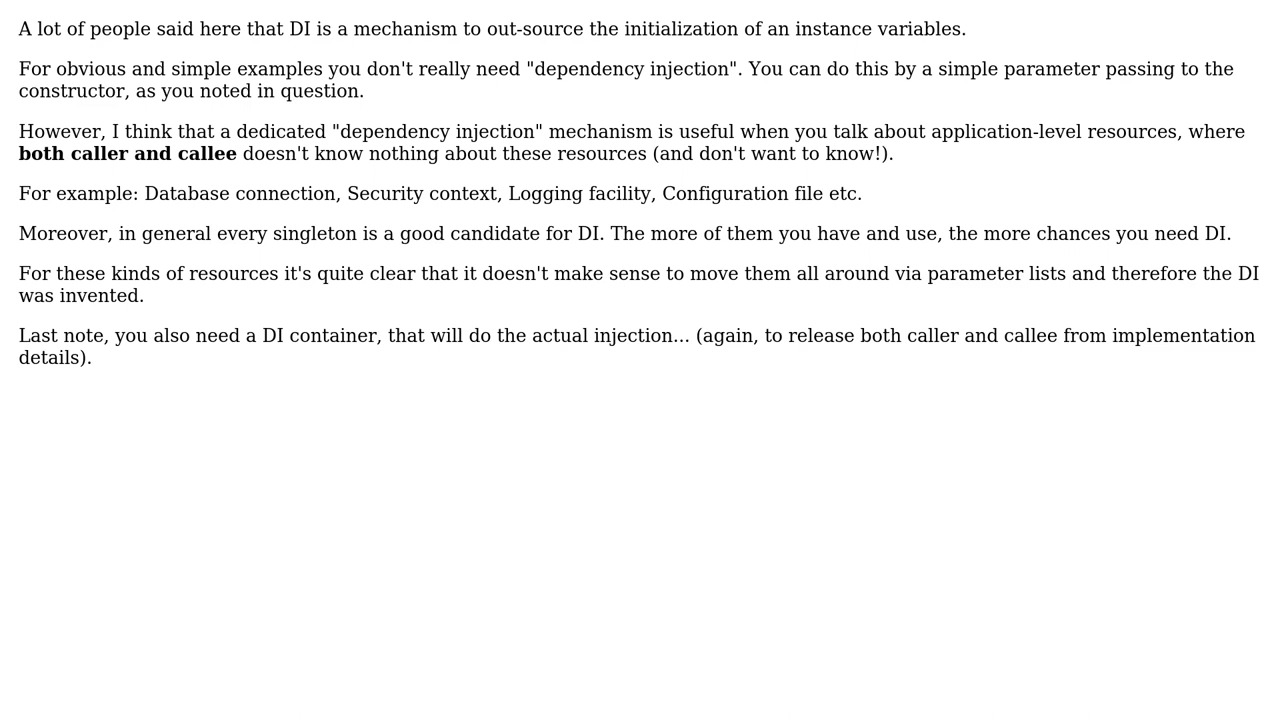 A lot of people said here that DI is a mechanism to out-source the initialization of an instance variables.
For obvious and simple examples you don't really need "dependency injection". You can do this by a simple parameter passing to the
constructor, as you noted in question.
However, I think that a dedicated "dependency injection" mechanism is useful when you talk about application-level resources, where
both caller and callee doesn't know nothing about these resources (and don't want to know!).
For example: Database connection, Security context, Logging facility, Configuration file etc.
Moreover, in general every singleton is a good candidate for DI. The more of them you have and use, the more chances you need DI.
For these kinds of resources it's quite clear that it doesn't make sense to move them all around via parameter lists and therefore the DI
was invented.
Last note, you also need a DI container, that will do the actual injection... (again, to release both caller and callee from implementation
details).